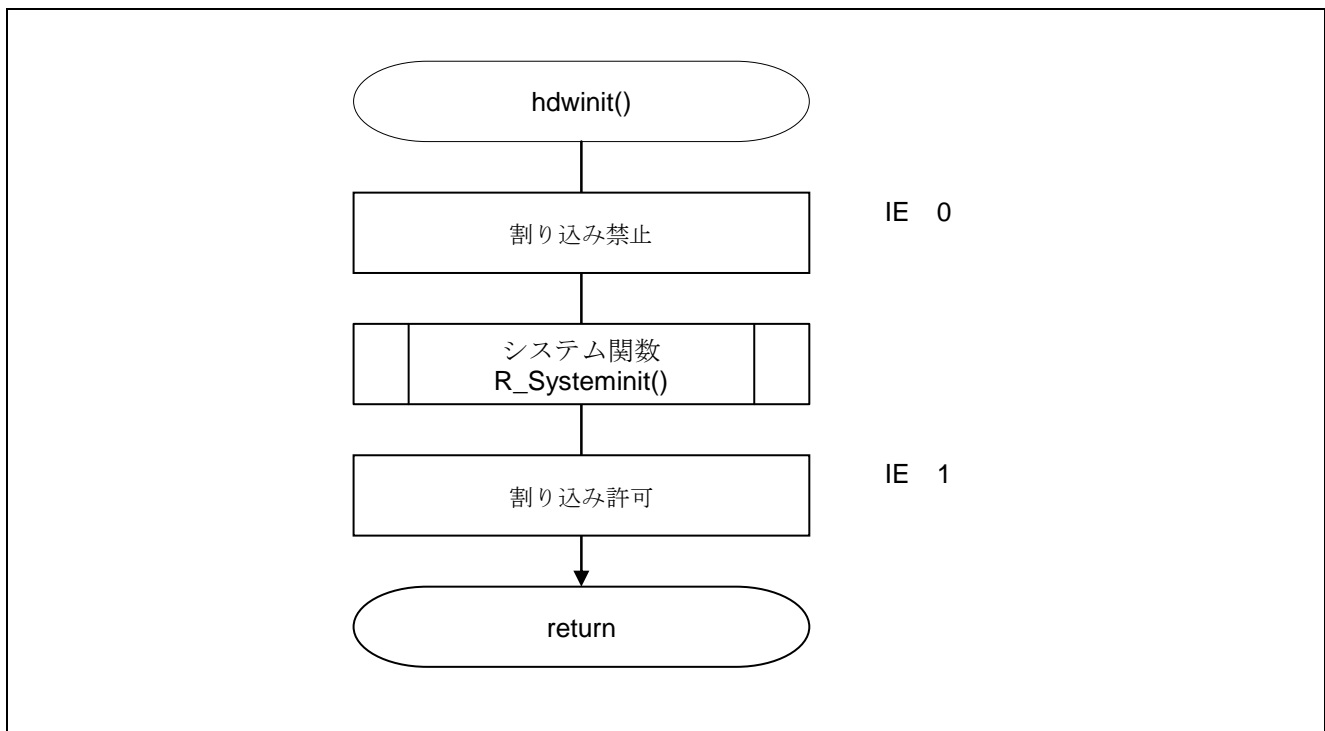 hdwinit()
割り込み禁止
IE 0
システム関数
R_Systeminit()
割り込み許可
IE 1
return